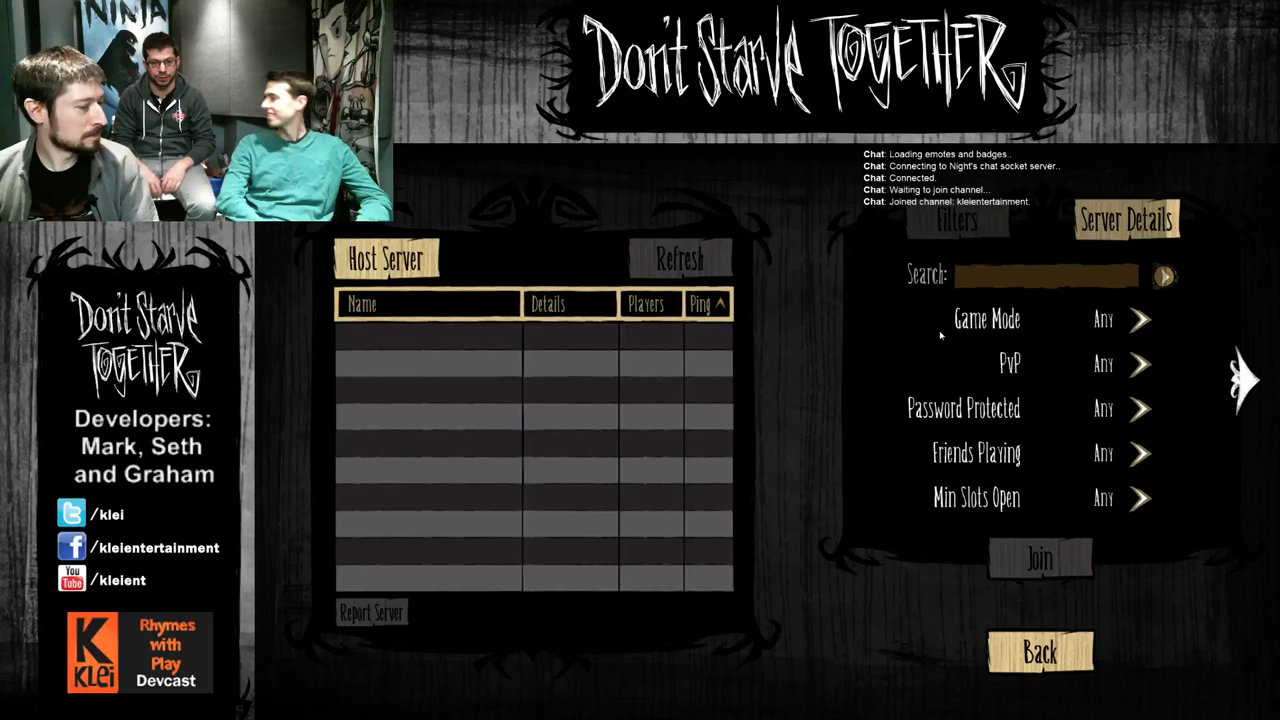 NINJA
Don't Starve TOGETHER
Chat: Loading emotes and badges..
Chat: Connecting to Night's chat socket server..
Chat: Connected.
Chat: Waiting to join channel...
Chat: Joined channel: kleientertainment.
Filters
Server Details
Host Server
Refresh
Search:
Name
Details
Players
Ping
Game Mode
Any
PvP
Any
Password Protected
Any
Friends Playing
Any
Min Slots Open
Any
Join
Report Server
Back
Don't Starve
TOGETHER
Developers:
Mark, Seth
and Graham
/klei
/kleientertainment
You
Tube
/kleient
K
KLEi
Rhymes
with
Play
Devcast